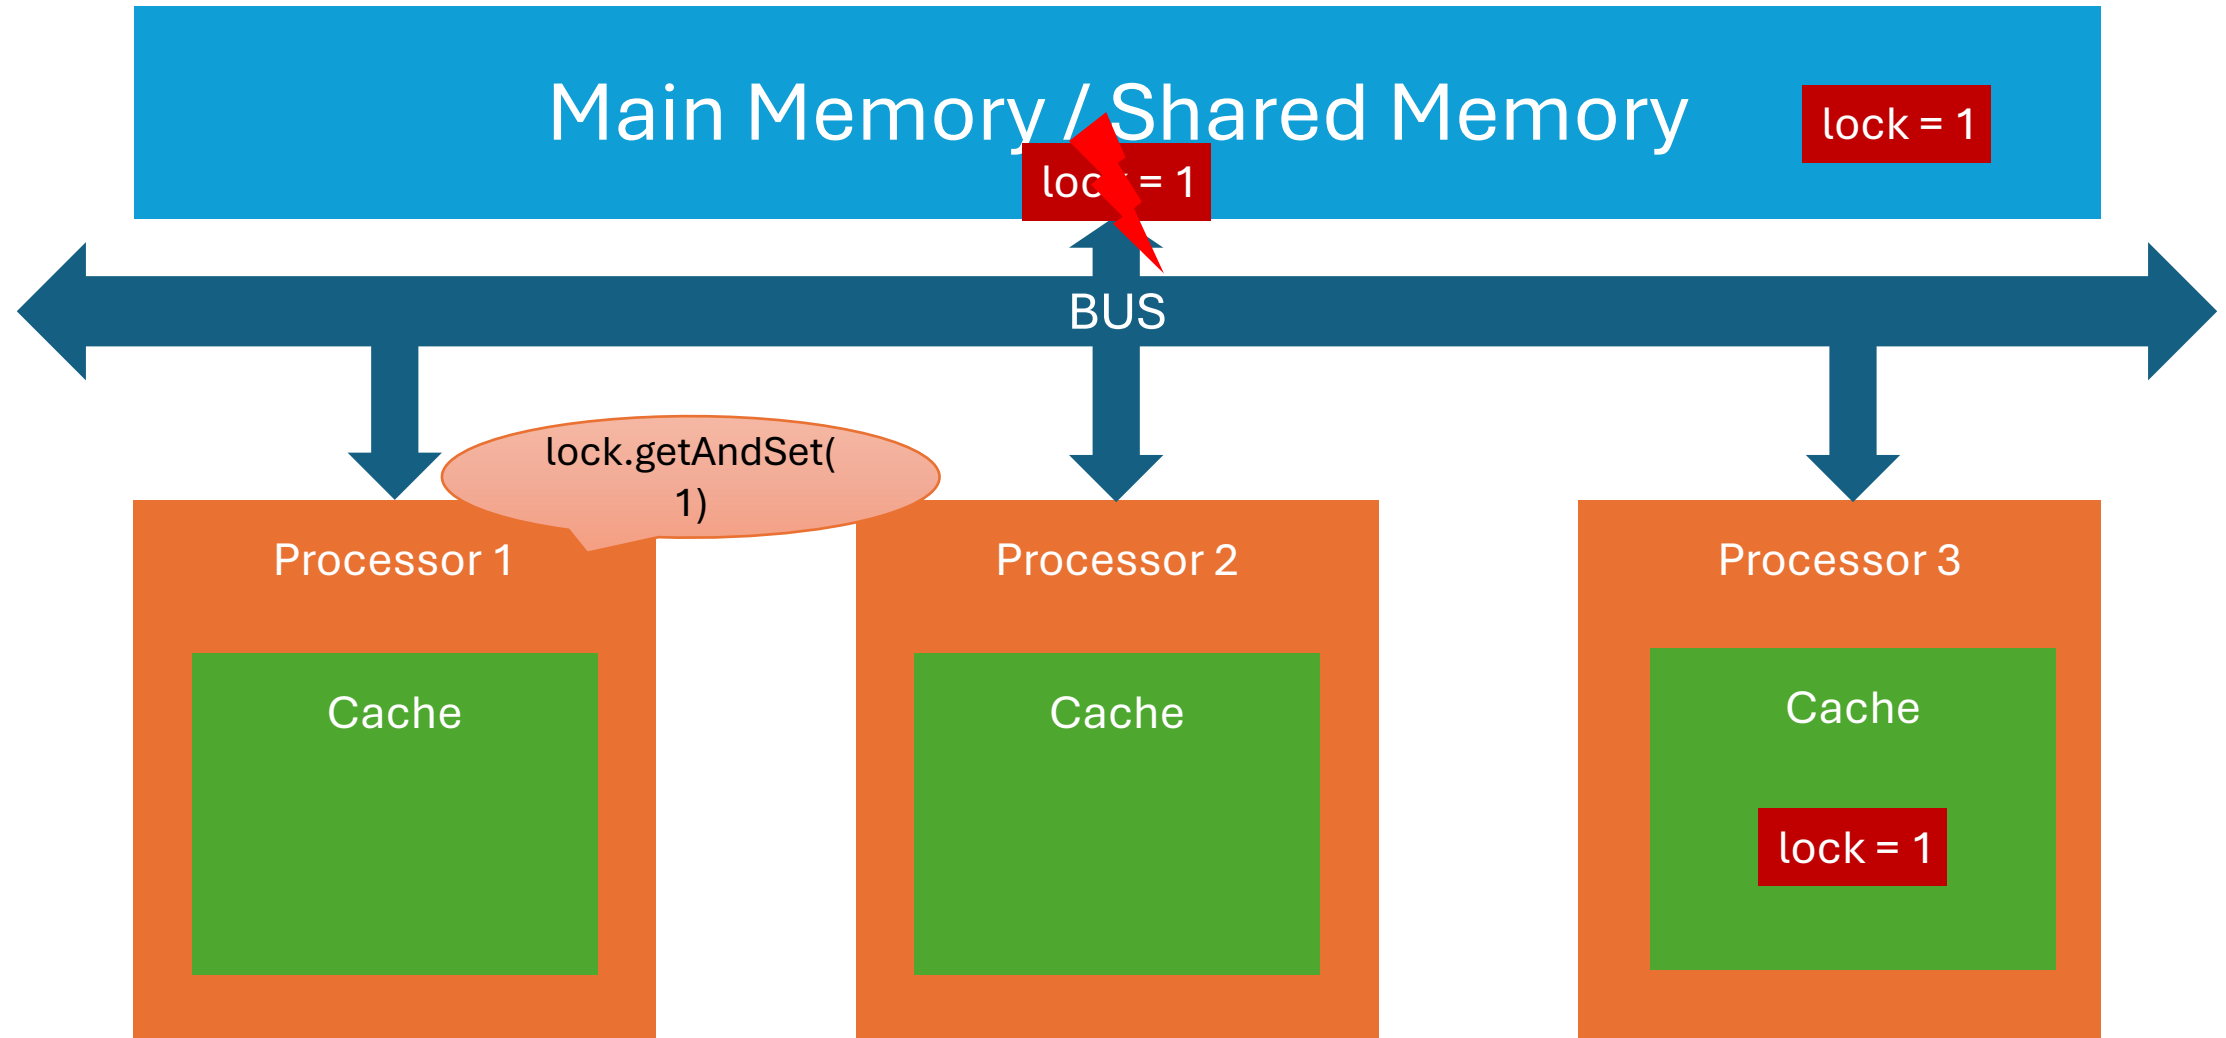 Main Memory / Shared Memory
lock = 1
lock = 1
BUS
lock.getAndSet(
1)
Processor 1
Processor 2
Processor 3
Cache
Cache
Cache
lock = 1